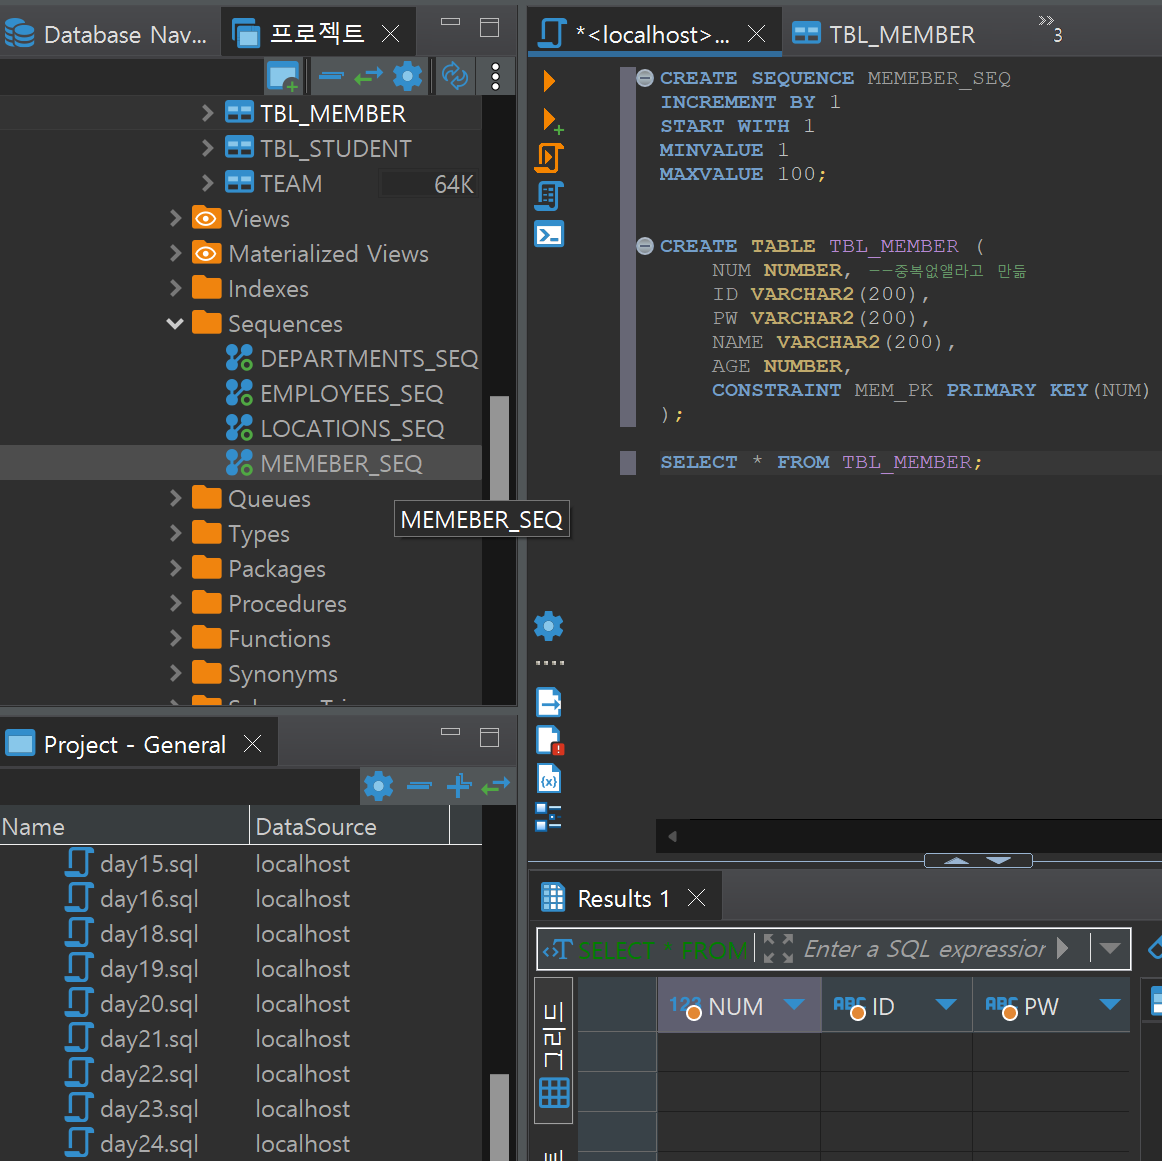 Database Nav...
프로젝트
TBL_MEMBER
TBL_STUDENT
TEAM 64K
Views
Materialized Views
Indexes
Sequences
DEPARTMENTS_SEQ
EMPLOYEES_SEQ
LOCATIONS_SEQ
MEMEBER_SEQ
Queues
MEMEBER_SEQ
Types
Packages
Procedures
Functions
Synonyms
Project - General
Name DataSource
day15.sql localhost
day16.sql localhost
day18.sql localhost
day19.sql localhost
day20.sql localhost
day21.sql localhost
day22.sql localhost
day23.sql localhost
day24.sql localhost
*<localhost>...
TBL_MEMBER
» 3
CREATE SEQUENCE MEMEBER_SEQ
INCREMENT BY 1
START WITH 1
MINVALUE 1
MAXVALUE 100;
CREATE TABLE TBL_MEMBER (
NUM NUMBER, --중복없앨라고 만듦
ID VARCHAR2(200),
PW VARCHAR2(200),
NAME VARCHAR2(200),
AGE NUMBER,
CONSTRAINT MEM_PK PRIMARY KEY(NUM)
);
SELECT * FROM TBL_MEMBER;
Results 1
SELECT * FROM
Enter a SQL expression
그리드
123 NUM
ABC ID
ABC PW